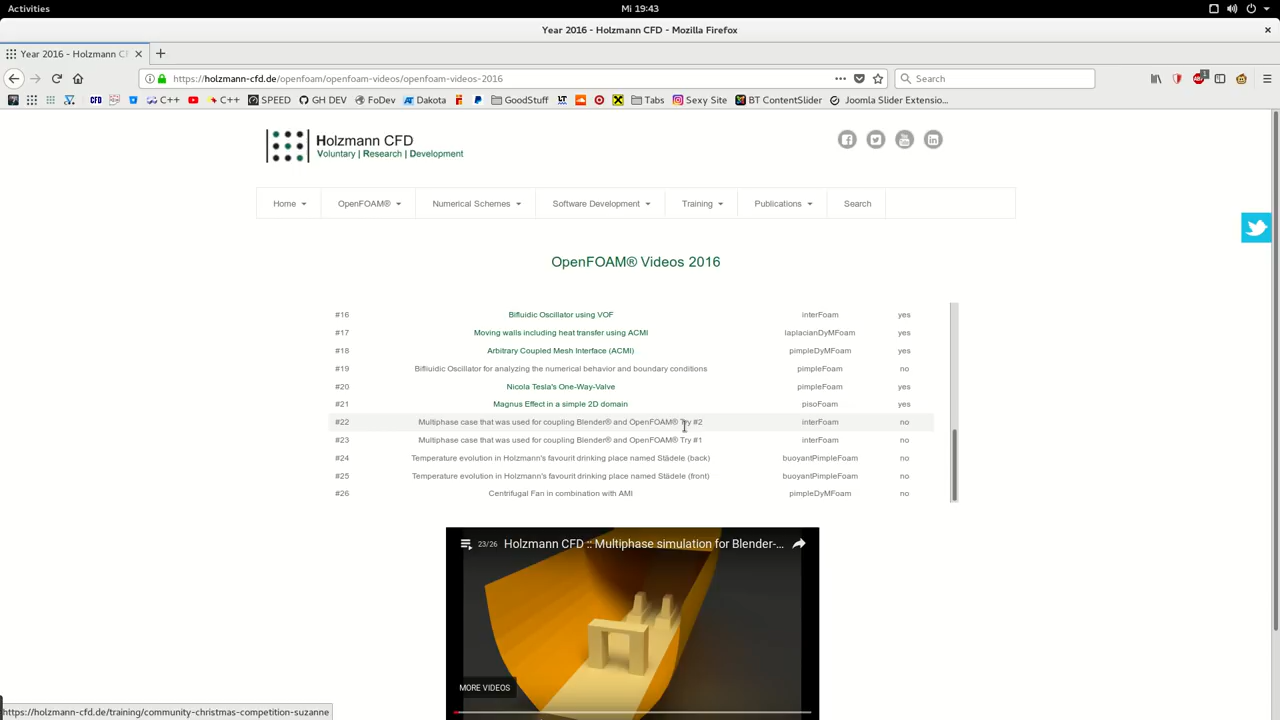 Activities
Mi 19:43
Year 2016 - Holzmann CFD - Mozilla Firefox
Year 2016 - Holzmann CF
https://holzmann-cfd.de/openfoam/openfoam-videos/openfoam-videos-2016
Search
CFD C++ C++ SPEED GH DEV FoDev Dakota GoodStuff LT Tabs Sexy Site BT ContentSlider Joomla Slider Extensio...
Holzmann CFD
Voluntary | Research | Development
Home OpenFOAM® Numerical Schemes Software Development Training Publications Search
OpenFOAM® Videos 2016
#16 Bifluidic Oscillator using VOF interFoam yes
#17 Moving walls including heat transfer using ACMI laplacianDyMFoam yes
#18 Arbitrary Coupled Mesh Interface (ACMI) pimpleDyMFoam yes
#19 Bifluidic Oscillator for analyzing the numerical behavior and boundary conditions pimpleFoam no
#20 Nicola Tesla's One-Way-Valve pimpleFoam yes
#21 Magnus Effect in a simple 2D domain pisoFoam yes
#22 Multiphase case that was used for coupling Blender® and OpenFOAM® Try #2 interFoam no
#23 Multiphase case that was used for coupling Blender® and OpenFOAM® Try #1 interFoam no
#24 Temperature evolution in Holzmann's favourit drinking place named Städele (back) buoyantPimpleFoam no
#25 Temperature evolution in Holzmann's favourit drinking place named Städele (front) buoyantPimpleFoam no
#26 Centrifugal Fan in combination with AMI pimpleDyMFoam no
23/26 Holzmann CFD :: Multiphase simulation for Blender-...
MORE VIDEOS
https://holzmann-cfd.de/training/community-christmas-competition-suzanne